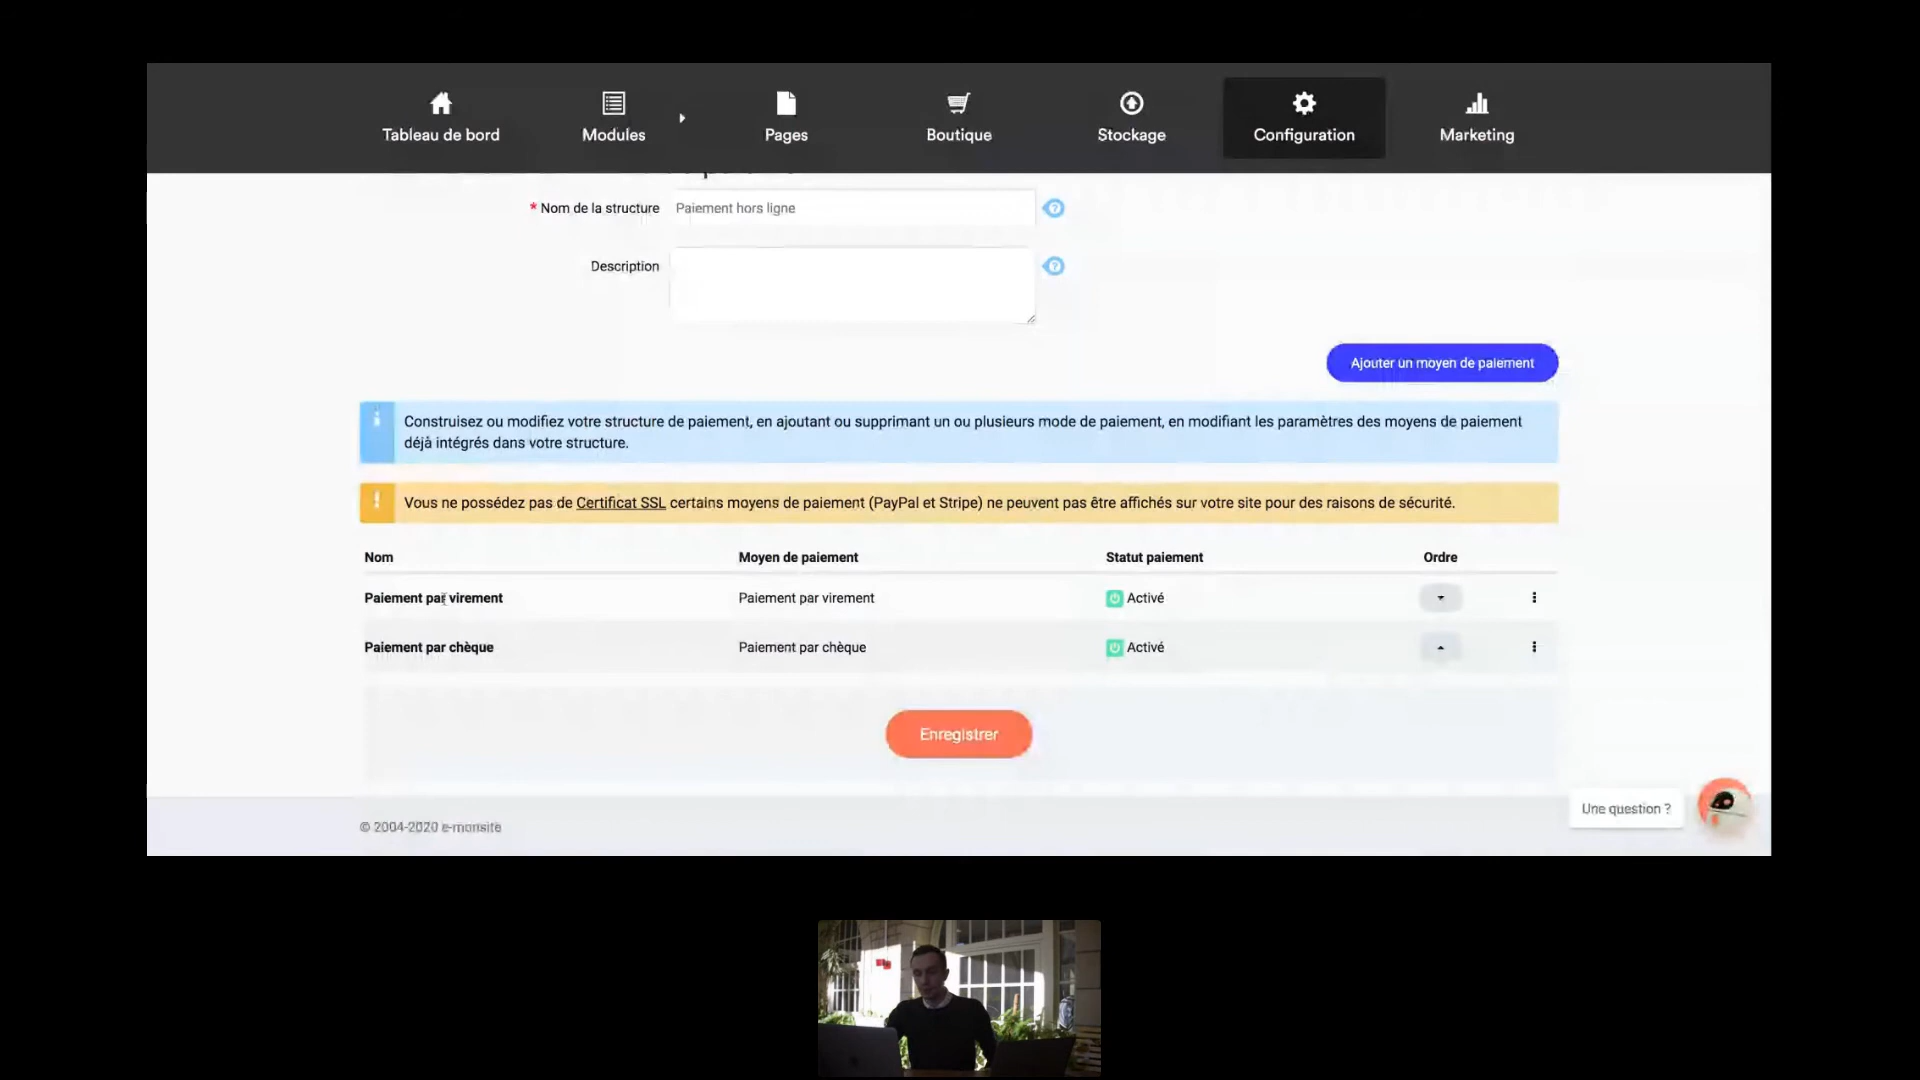 Tableau de bord
Modules
Pages
Boutique
Stockage
Configuration
Marketing
* Nom de la structure
Paiement hors ligne
Description
Ajouter un moyen de paiement
Construisez ou modifiez votre structure de paiement, en ajoutant ou supprimant un ou plusieurs mode de paiement, en modifiant les paramètres des moyens de paiement
déjà intégrés dans votre structure.
Vous ne possédez pas de Certificat SSL certains moyens de paiement (PayPal et Stripe) ne peuvent pas être affichés sur votre site pour des raisons de sécurité.
Nom Moyen de paiement Statut paiement Ordre
Paiement par virement Paiement par virement Activé
Paiement par chèque Paiement par chèque Activé
Enregistrer
Une question ?
© 2004-2020 e-monsite